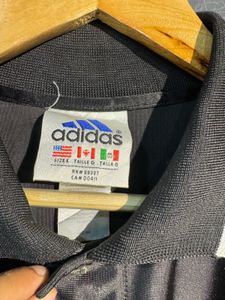 adidas
SIZE L TAILLE G TALLA G
RN# 88387
CA# 00411